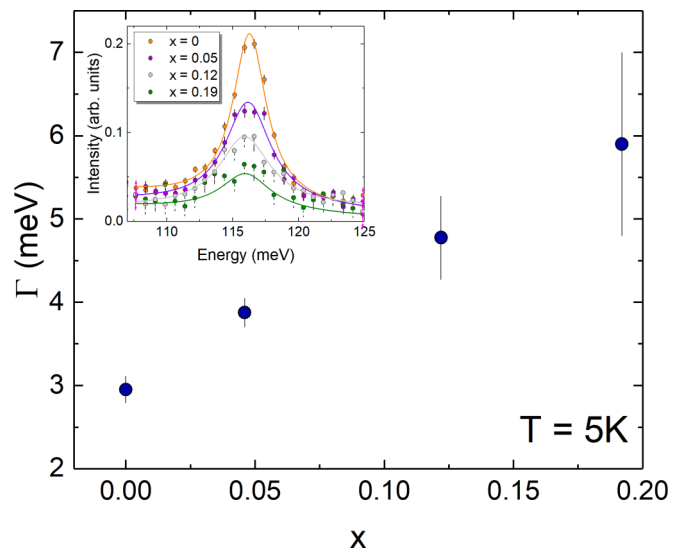 7
6
5
4
3
2
Γ (meV)
0.00
0.05
0.10
0.15
0.20
x
T = 5K
x = 0
x = 0.05
x = 0.12
x = 0.19
0.2
0.1
0.0
Intensity (arb. units)
110
115
120
125
Energy (meV)